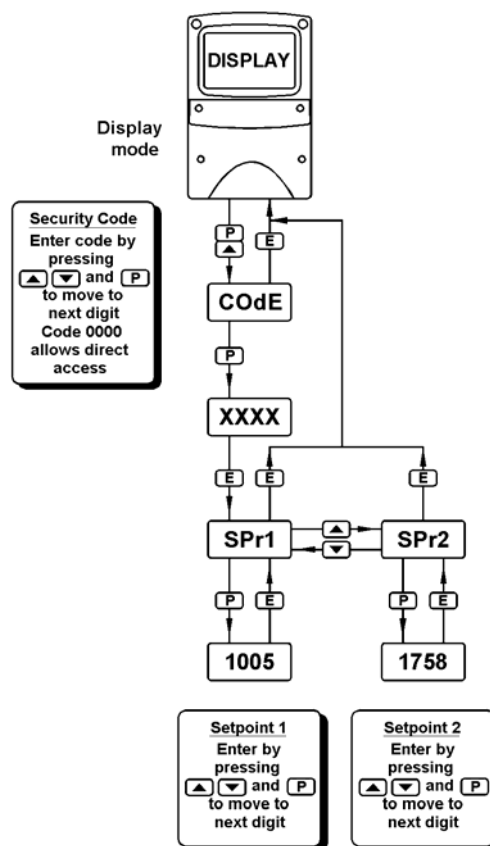 DISPLAY
Display
mode
Security Code
Enter code by
pressing
▲ ▼ and P
to move to
next digit
Code 0000
allows direct
access
P
▲
E
COdE
P
XXXX
E
E
E
SPr1
▲
▼
SPr2
P
E
P
E
1005
1758
Setpoint 1
Enter by
pressing
▲ ▼ and P
to move to
next digit
Setpoint 2
Enter by
pressing
▲ ▼ and P
to move to
next digit